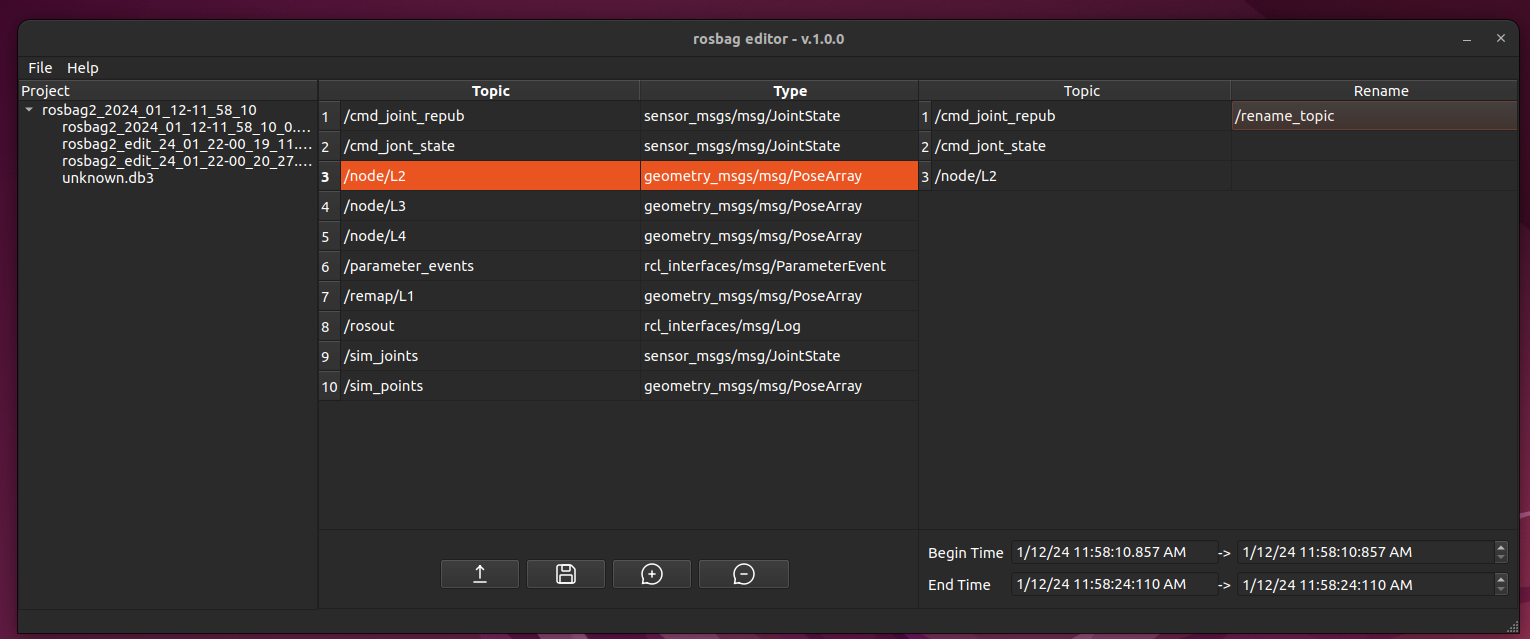 rosbag editor - v.1.0.0
File Help
Project
rosbag2_2024_01_12-11_58_10
rosbag2_2024_01_12-11_58_10_0....
rosbag2_edit_24_01_22-00_19_11....
rosbag2_edit_24_01_22-00_20_27....
unknown.db3
Topic Type
1 /cmd_joint_repub sensor_msgs/msg/JointState
2 /cmd_jont_state sensor_msgs/msg/JointState
3 /node/L2 geometry_msgs/msg/PoseArray
4 /node/L3 geometry_msgs/msg/PoseArray
5 /node/L4 geometry_msgs/msg/PoseArray
6 /parameter_events rcl_interfaces/msg/ParameterEvent
7 /remap/L1 geometry_msgs/msg/PoseArray
8 /rosout rcl_interfaces/msg/Log
9 /sim_joints sensor_msgs/msg/JointState
10 /sim_points geometry_msgs/msg/PoseArray
Topic Rename
1 /cmd_joint_repub /rename_topic
2 /cmd_jont_state
3 /node/L2
Begin Time 1/12/24 11:58:10.857 AM -> 1/12/24 11:58:10:857 AM
End Time 1/12/24 11:58:24:110 AM -> 1/12/24 11:58:24:110 AM